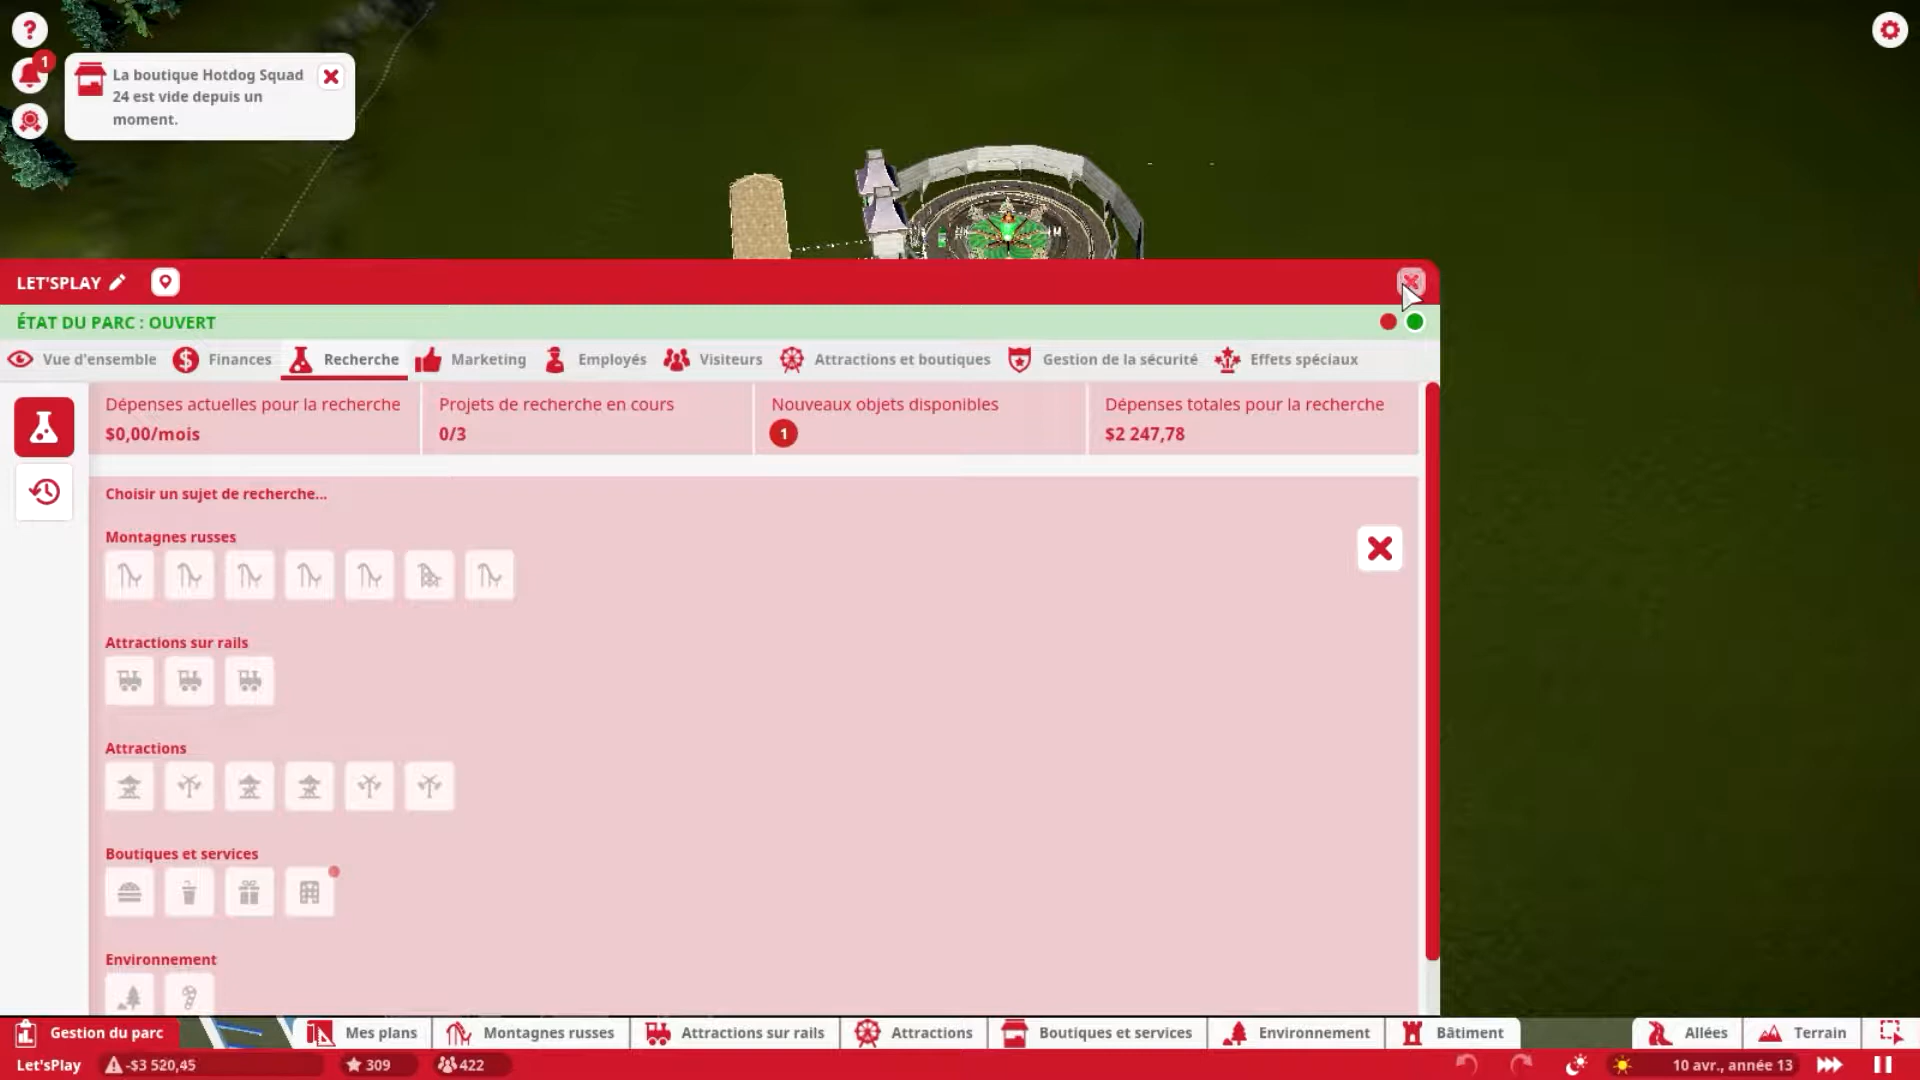 1
La boutique Hotdog Squad
24 est vide depuis un
moment.
LET'SPLAY
ÉTAT DU PARC : OUVERT
Vue d'ensemble
Finances
Recherche
Marketing
Employés
Visiteurs
Attractions et boutiques
Gestion de la sécurité
Effets spéciaux
Dépenses actuelles pour la recherche
$0,00/mois
Projets de recherche en cours
0/3
Nouveaux objets disponibles
1
Dépenses totales pour la recherche
$2 247,78
Choisir un sujet de recherche...
Montagnes russes
Attractions sur rails
Attractions
Boutiques et services
Environnement
Gestion du parc
Mes plans
Montagnes russes
Attractions sur rails
Attractions
Boutiques et services
Environnement
Bâtiment
Allées
Terrain
Let'sPlay
-$3 520,45
309
422
10 avr., année 13